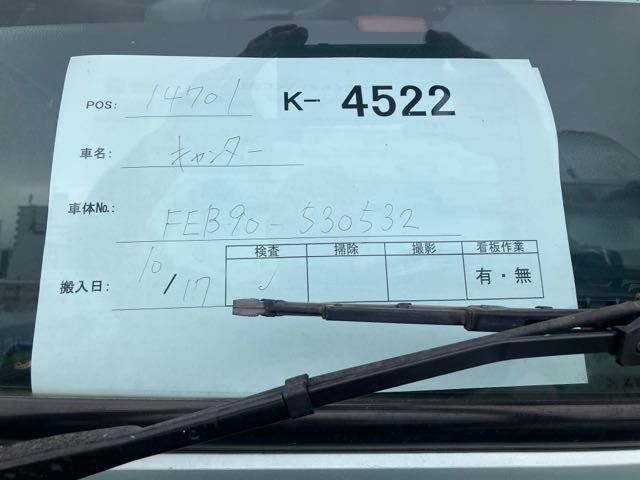 POS: 14701 K- 4522
車名: キャンター
車体No.: FEB90-530532
搬入日: 10/17
検査 掃除 撮影 看板作業
✓ 有・無